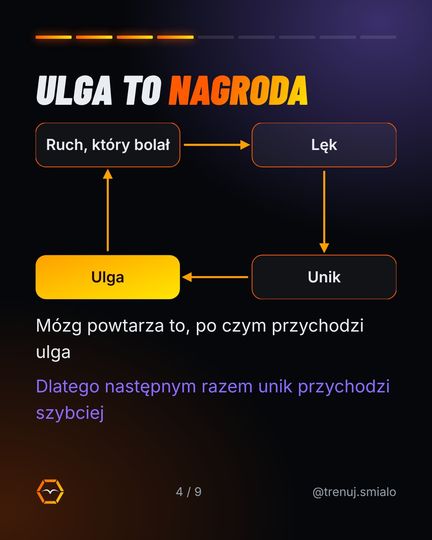 ULGA TO NAGRODA
Ruch, który bolał
Lęk
Ulga
Unik
Mózg powtarza to, po czym przychodzi
ulga
Dlatego następnym razem unik przychodzi
szybciej
4 / 9
@trenuj.smialo